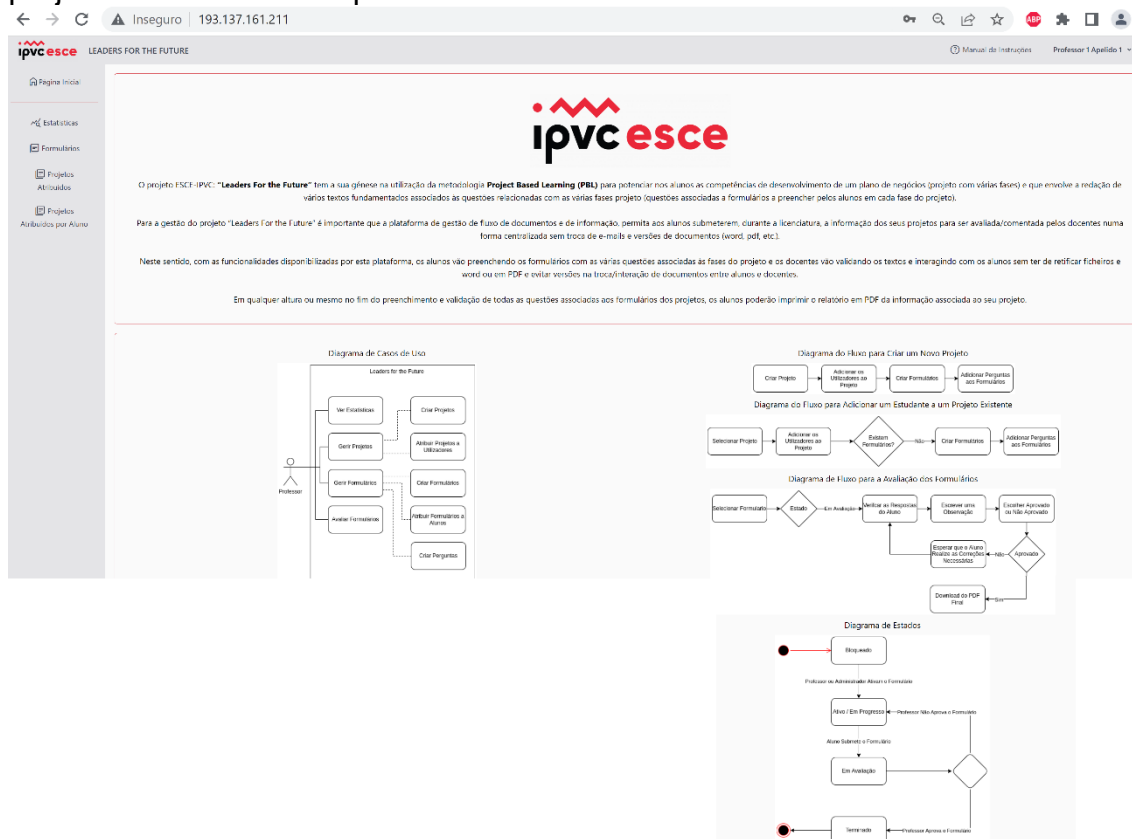 Inseguro 193.137.161.211
ABP
ipvc esce LEADERS FOR THE FUTURE
Manual de Instruções
Professor 1 Apelido 1
Página Inicial
Estatísticas
Formulários
Projetos
Atribuídos
Projetos
Atribuídos por Aluno
ipvc esce
O projeto ESCE-IPVC: "Leaders For the Future" tem a sua génese na utilização da metodologia Project Based Learning (PBL) para potenciar nos alunos as competências de desenvolvimento de um plano de negócios (projeto com várias fases) e que envolve a redação de
vários textos fundamentados associados às questões relacionadas com as várias fases projeto (questões associadas a formulários a preencher pelos alunos em cada fase do projeto).
Para a gestão do projeto "Leaders For the Future" é importante que a plataforma de gestão de fluxo de documentos e de informação, permita aos alunos submeterem, durante a licenciatura, a informação dos seus projetos para ser avaliada/comentada pelos docentes numa
forma centralizada sem troca de e-mails e versões de documentos (word, pdf, etc.).
Neste sentido, com as funcionalidades disponibilizadas por esta plataforma, os alunos vão preenchendo os formulários com as várias questões associadas às fases do projeto e os docentes vão validando os textos e interagindo com os alunos sem ter de retificar ficheiros e
word ou em PDF e evitar versões na troca/interação de documentos entre alunos e docentes.
Em qualquer altura ou mesmo no fim do preenchimento e validação de todas as questões associadas aos formulários dos projetos, os alunos poderão imprimir o relatório em PDF da informação associada ao seu projeto.
Diagrama de Casos de Uso
Leaders for the Future
Ver Estatísticas
Criar Projetos
Gerir Projetos
Atribuir Projetos a
Utilizadores
Professor
Gerir Formulários
Criar Formulários
Avaliar Formulários
Atribuir Formulários a
Alunos
Criar Perguntas
Diagrama do Fluxo para Criar um Novo Projeto
Criar Projeto
Adicionar os
Utilizadores ao
Projeto
Criar Formulários
Adicionar Perguntas
aos Formulários
Diagrama do Fluxo para Adicionar um Estudante a um Projeto Existente
Selecionar Projeto
Adicionar os
Utilizadores ao
Projeto
Existem
Formulários?
Não
Criar Formulários
Adicionar Perguntas
aos Formulários
Diagrama de Fluxo para a Avaliação dos Formulários
Selecionar Formulário
Estado
Em Avaliação
Verificar as Respostas
do Aluno
Escrever uma
Observação
Escolher Aprovado
ou Não Aprovado
Esperar que o Aluno
Realize as Correções
Necessárias
Não
Aprovado
Download do PDF
Final
Sim
Diagrama de Estados
Bloqueado
Professor ou Administrador Ativam o Formulário
Ativo / Em Progresso
Professor Não Aprova o Formulário
Aluno Submete o Formulário
Em Avaliação
Terminado
Professor Aprova o Formulário